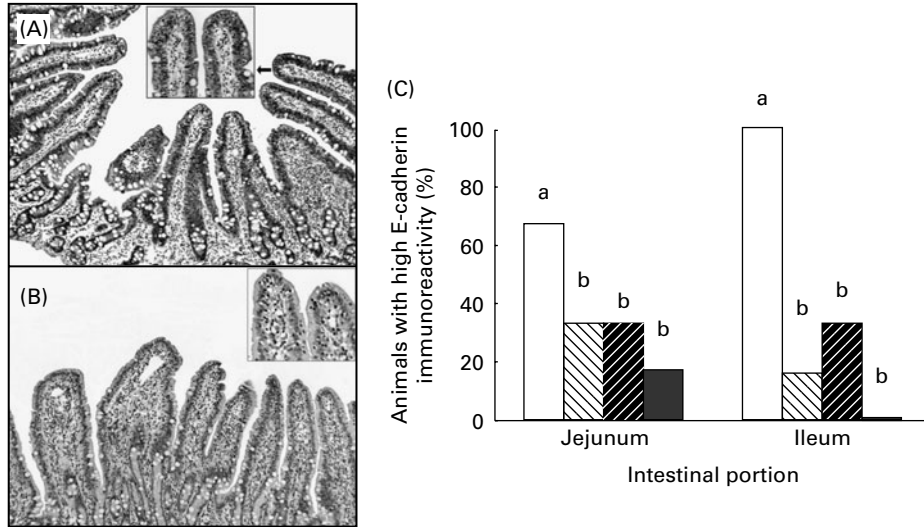 (A)
(B)
(C)
Animals with high E-cadherin
immunoreactivity (%)
100
80
60
40
20
0
a
b
b
b
a
b
b
b
Jejunum
Ileum
Intestinal portion